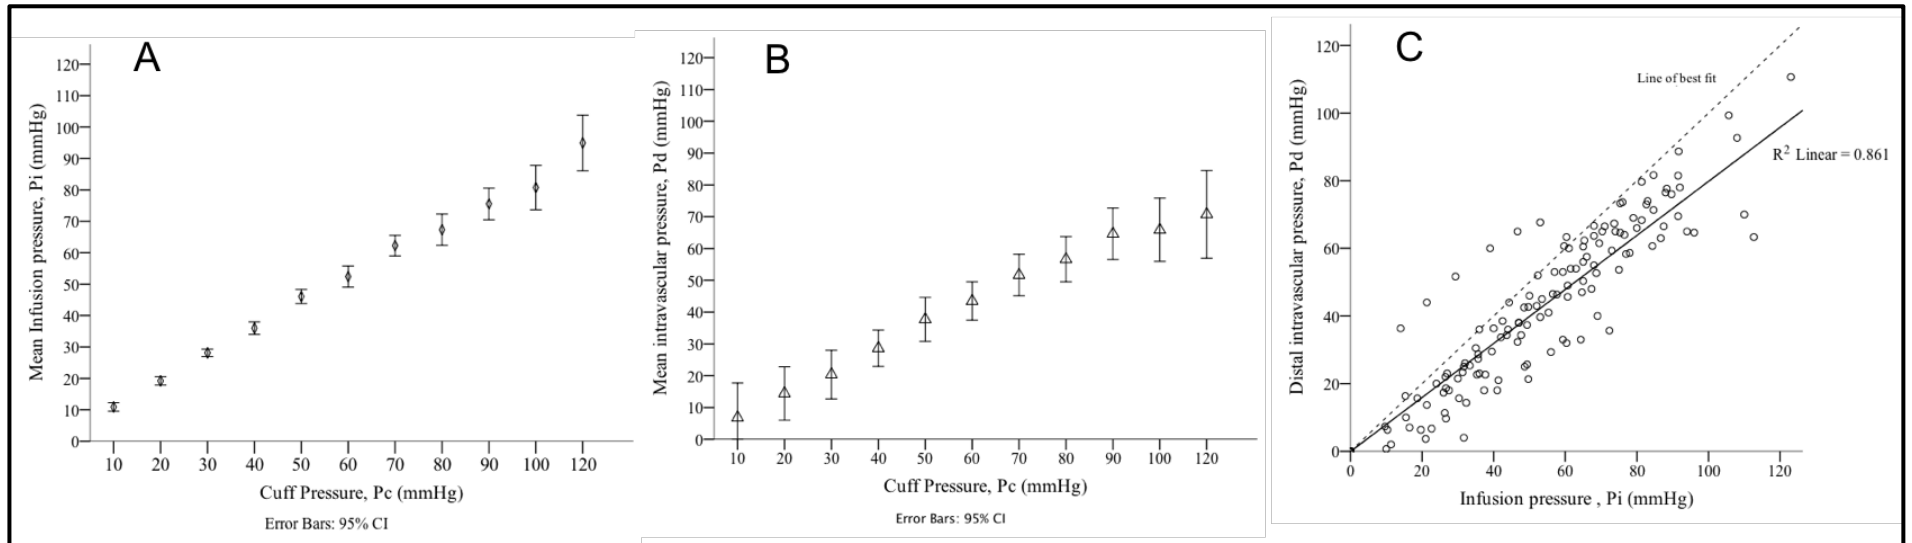 A
Mean Infusion pressure, Pi (mmHg)
120
110
100
90
80
70
60
50
40
30
20
10
0
10 20 30 40 50 60 70 80 90 100 120
Cuff Pressure, Pc (mmHg)
Error Bars: 95% CI
B
Mean intravascular pressure, Pd (mmHg)
120
110
100
90
80
70
60
50
40
30
20
10
0
10 20 30 40 50 60 70 80 90 100 120
Cuff Pressure, Pc (mmHg)
Error Bars: 95% CI
C
Distal intravascular pressure, Pd (mmHg)
120
100
80
60
40
20
0
Line of best fit
R² Linear = 0.861
0 20 40 60 80 100 120
Infusion pressure , Pi (mmHg)